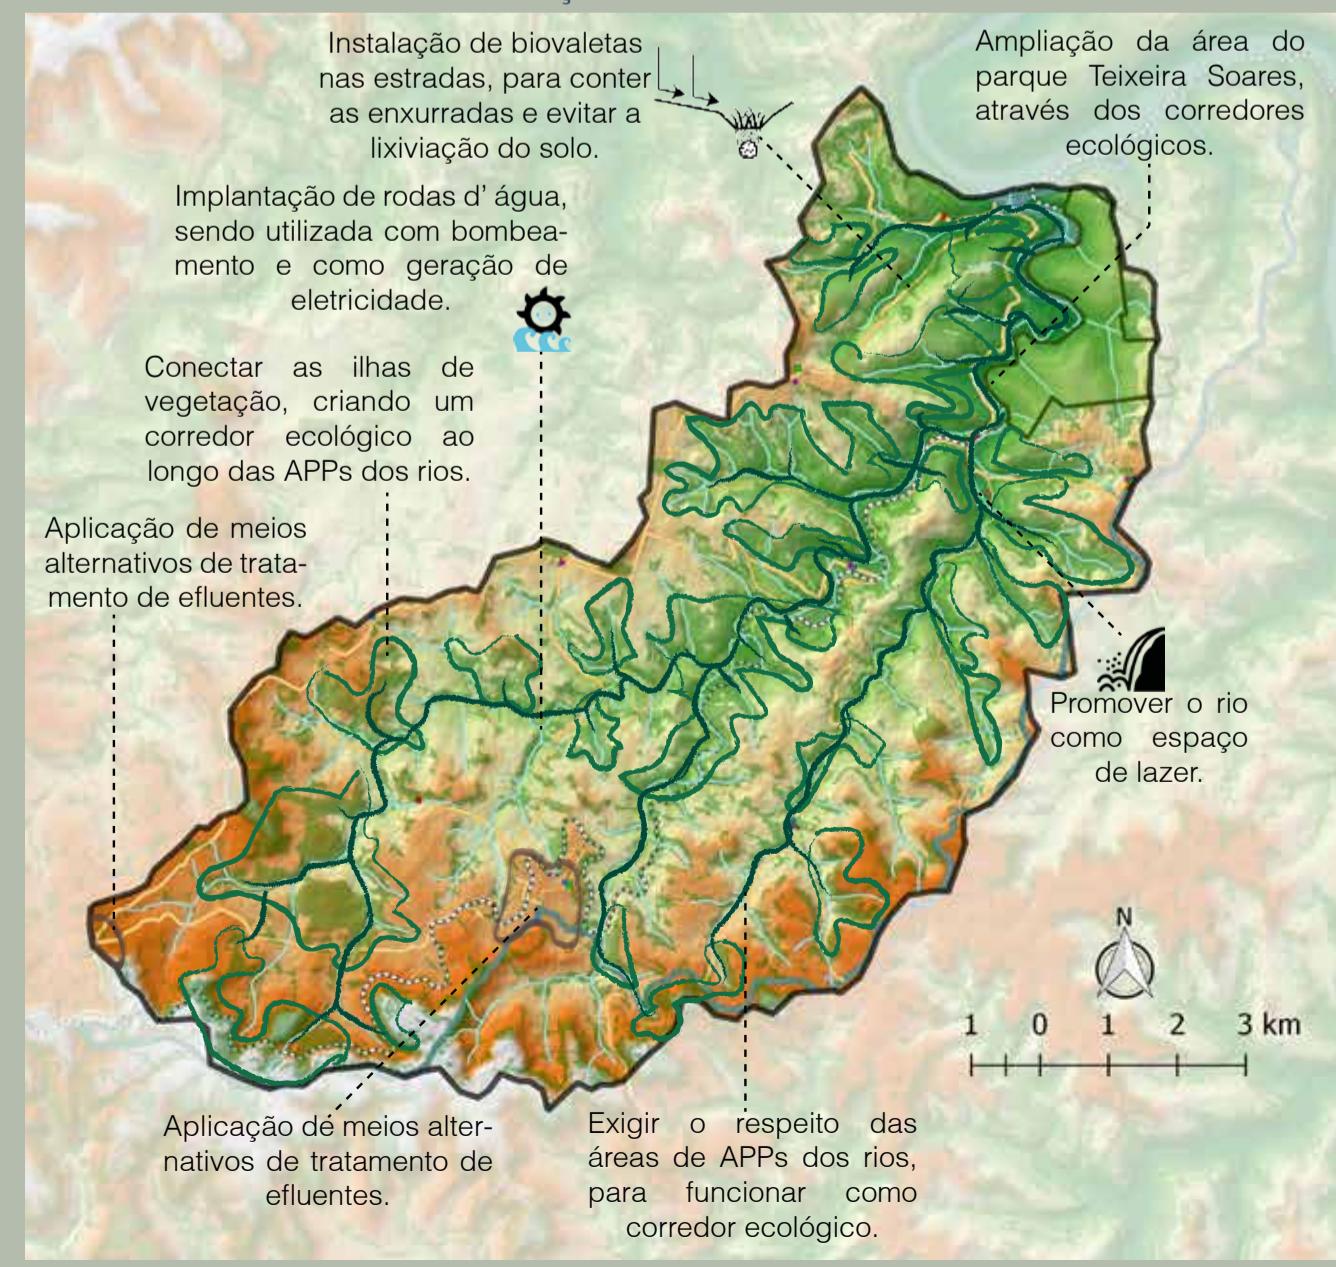 Instalação de biovaletas
nas estradas, para conter
as enxurradas e evitar a
lixiviação do solo.
Ampliação da área do
parque Teixeira Soares,
através dos corredores
ecológicos.
Implantação de rodas d' água,
sendo utilizada com bombea-
mento e como geração de
eletricidade.
Conectar as ilhas de
vegetação, criando um
corredor ecológico ao
longo das APPs dos rios.
Aplicação de meios
alternativos de trata-
mento de efluentes.
Promover o rio
como espaço
de lazer.
N
1 0 1 2 3 km
Aplicação de meios alter-
nativos de tratamento de
efluentes.
Exigir o respeito das
áreas de APPs dos rios,
para funcionar como
corredor ecológico.